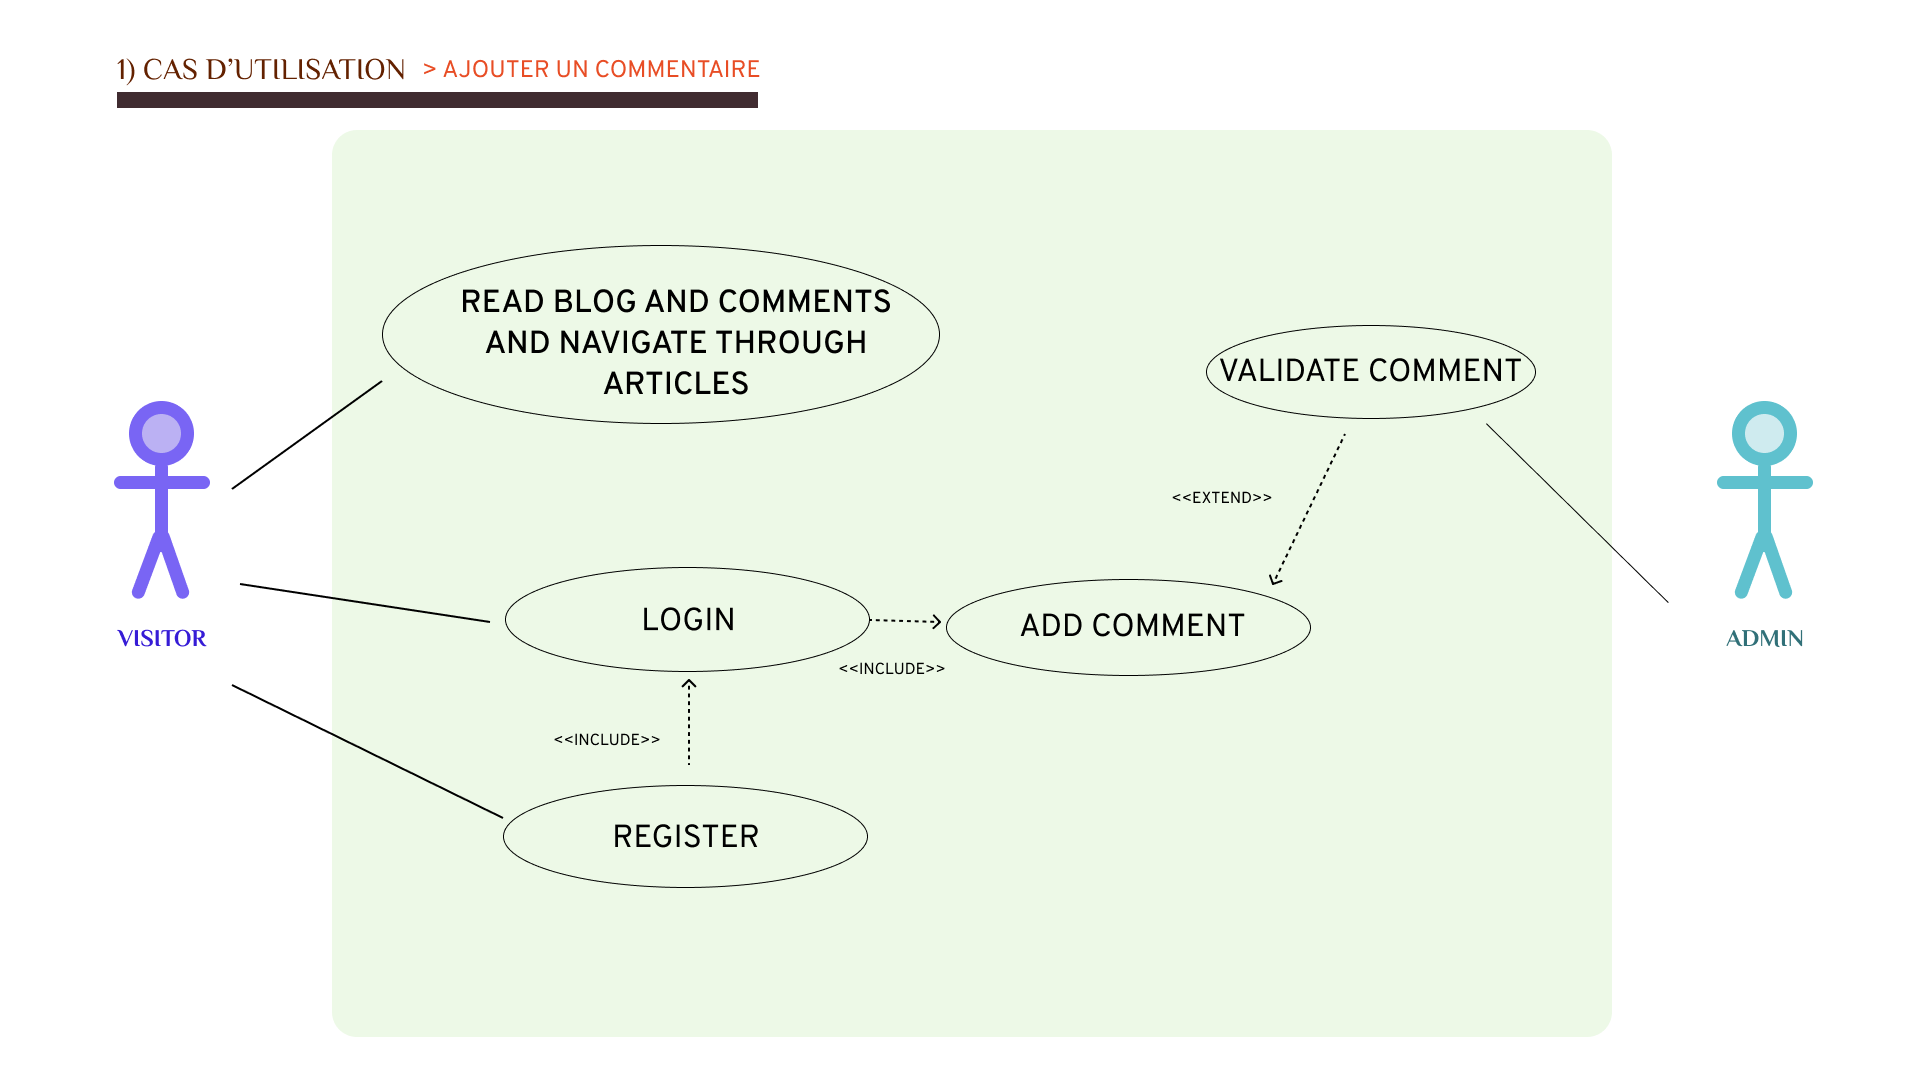 1) CAS D’UTILISATION > AJOUTER UN COMMENTAIRE
READ BLOG AND COMMENTS
AND NAVIGATE THROUGH
ARTICLES
VALIDATE COMMENT
<<EXTEND>>
LOGIN
ADD COMMENT
VISITOR
ADMIN
<<INCLUDE>>
<<INCLUDE>>
REGISTER